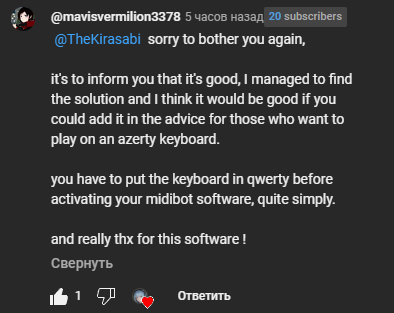 @mavisvermilion3378 5 часов назад 20 subscribers
@TheKirasabi sorry to bother you again,
it's to inform you that it's good, I managed to find
the solution and I think it would be good if you
could add it in the advice for those who want to
play on an azerty keyboard.
you have to put the keyboard in qwerty before
activating your midibot software, quite simply.
and really thx for this software !
Свернуть
1 Ответить